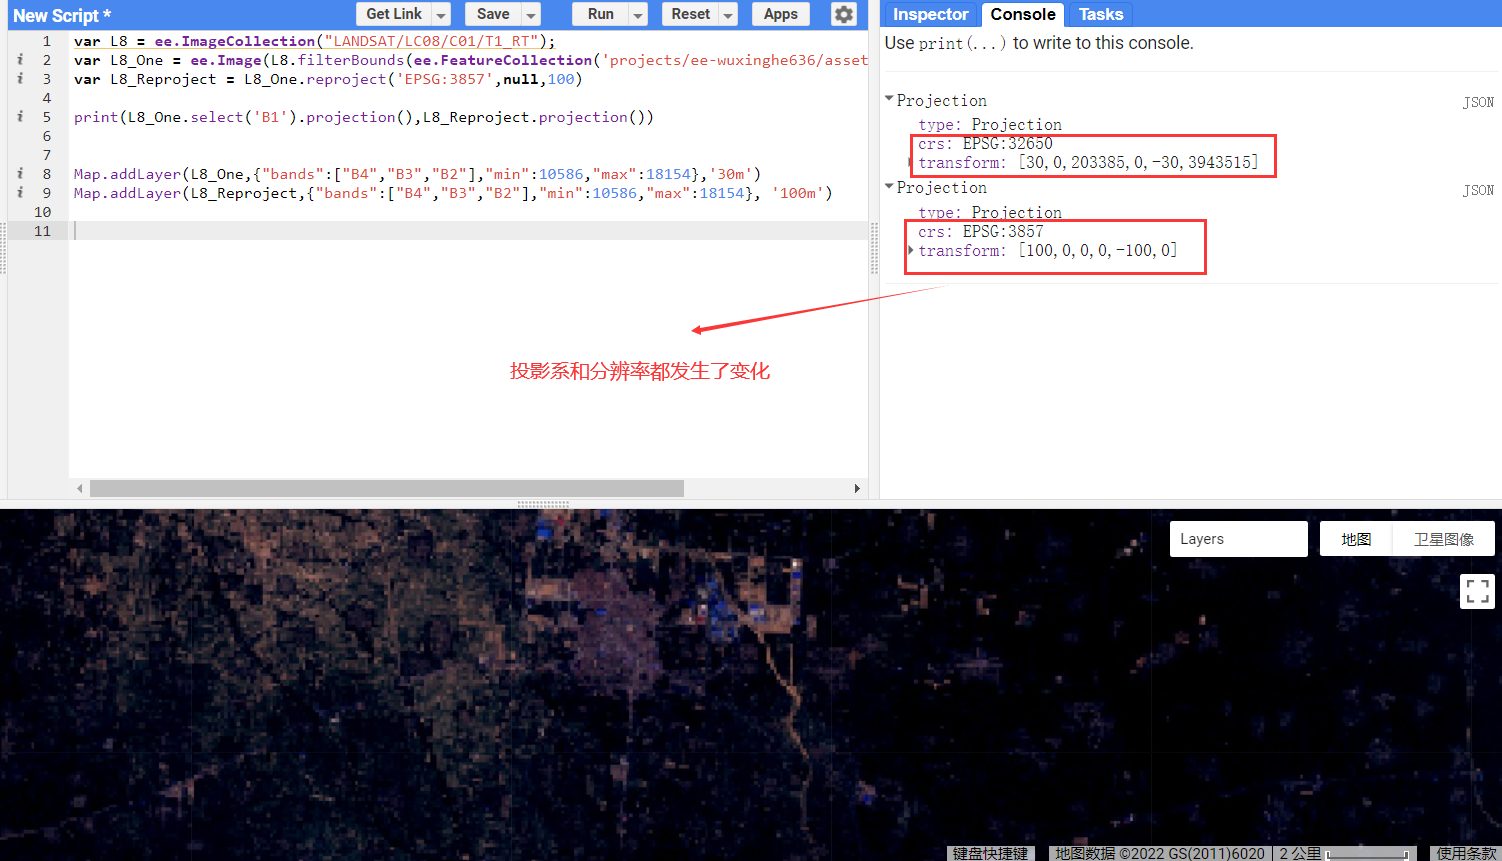 New Script *
Get Link
Save
Run
Reset
Apps
Inspector
Console
Tasks
1 var L8 = ee.ImageCollection("LANDSAT/LC08/C01/T1_RT");
i 2 var L8_One = ee.Image(L8.filterBounds(ee.FeatureCollection('projects/ee-wuxinghe636/asset
i 3 var L8_Reproject = L8_One.reproject('EPSG:3857',null,100)
4
i 5 print(L8_One.select('B1').projection(),L8_Reproject.projection())
6
7
i 8 Map.addLayer(L8_One,{"bands":["B4","B3","B2"],"min":10586,"max":18154},'30m')
i 9 Map.addLayer(L8_Reproject,{"bands":["B4","B3","B2"],"min":10586,"max":18154}, '100m')
10
11
Use print(...) to write to this console.
Projection
JSON
type: Projection
crs: EPSG:32650
transform: [30,0,203385,0,-30,3943515]
Projection
JSON
type: Projection
crs: EPSG:3857
transform: [100,0,0,0,-100,0]
投影系和分辨率都发生了变化
Layers
地图
卫星图像
键盘快捷键
地图数据 ©2022 GS(2011)6020
2 公里
使用条款